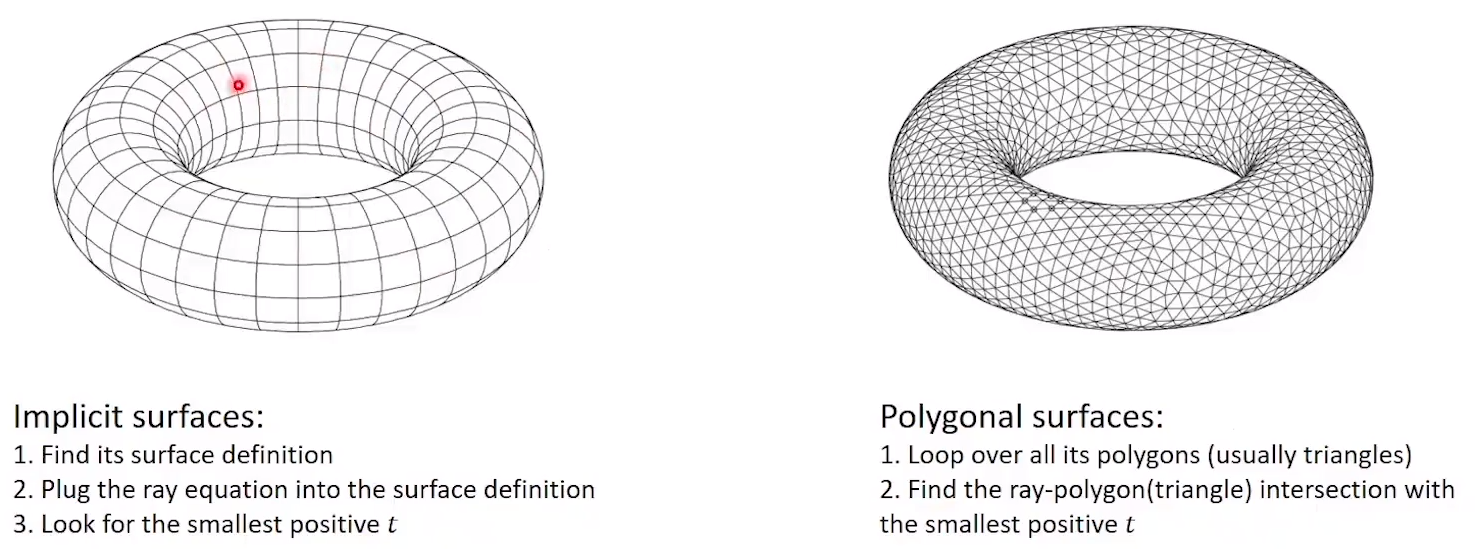 Implicit surfaces:
1. Find its surface definition
2. Plug the ray equation into the surface definition
3. Look for the smallest positive t
Polygonal surfaces:
1. Loop over all its polygons (usually triangles)
2. Find the ray-polygon(triangle) intersection with
the smallest positive t